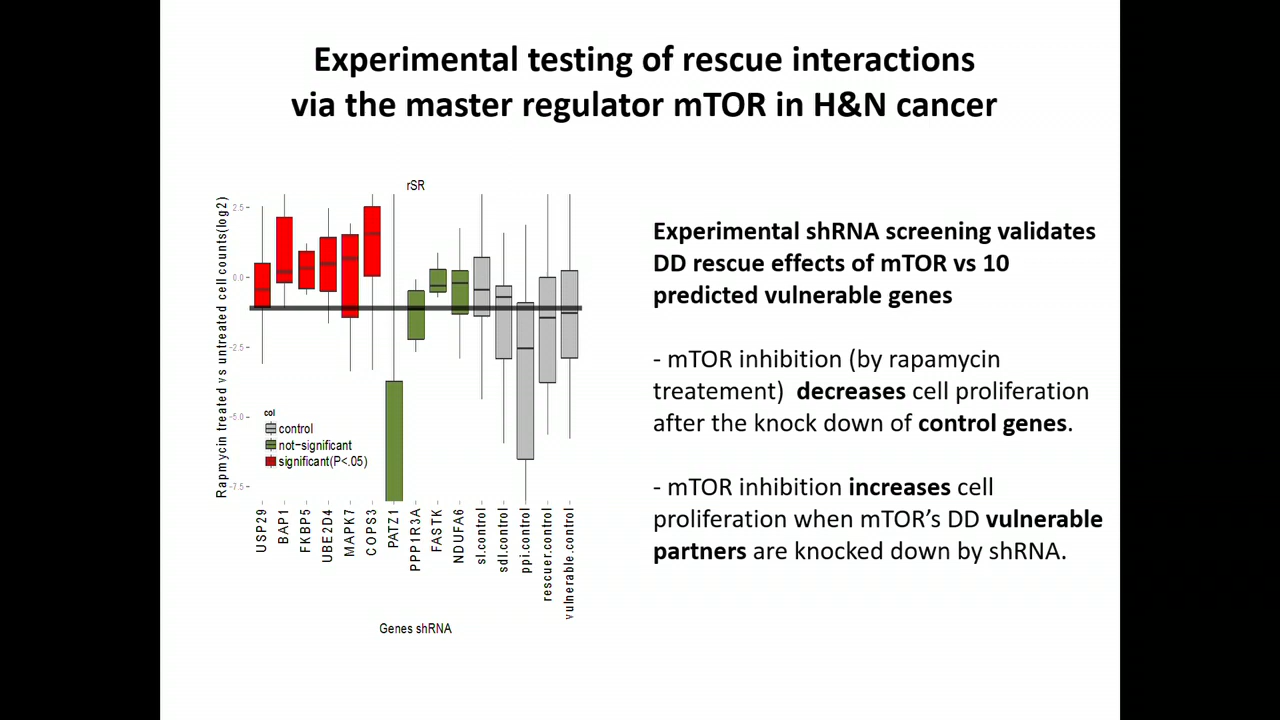 Experimental testing of rescue interactions
via the master regulator mTOR in H&N cancer
rSR
Rapmycin treated vs untreated cell counts(log2)
2.5
0.0
-2.5
-5.0
-7.5
col
control
not-significant
significant(P<.05)
USP29
BAP1
FKBP5
UBE2D4
MAPK7
COPS3
PATZ1
PPP1R3A
FASTK
NDUFA6
sl.control
sdl.control
ppi.control
rescuer.control
vulnerable.control
Genes shRNA
Experimental shRNA screening validates
DD rescue effects of mTOR vs 10
predicted vulnerable genes
- mTOR inhibition (by rapamycin
treatement) decreases cell proliferation
after the knock down of control genes.
- mTOR inhibition increases cell
proliferation when mTOR's DD vulnerable
partners are knocked down by shRNA.